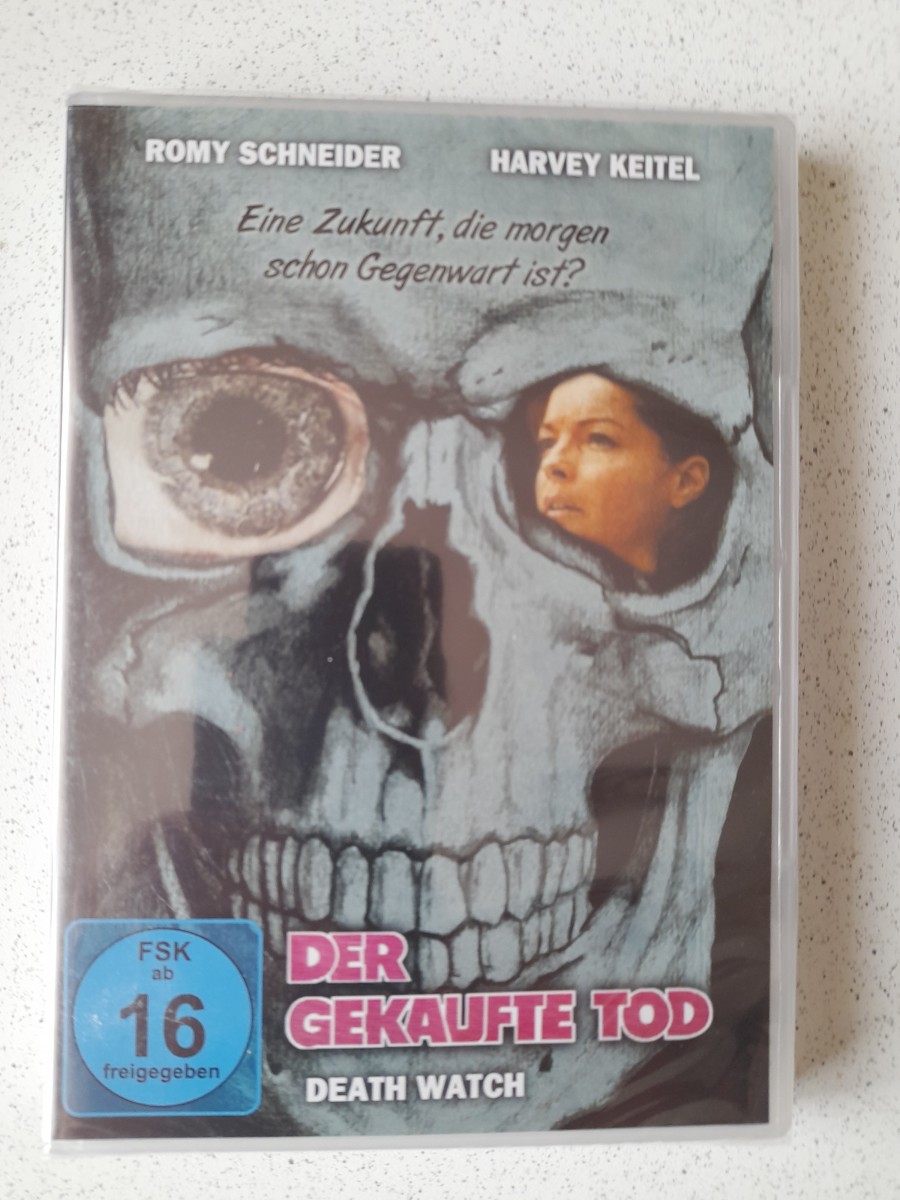 ROMY SCHNEIDER HARVEY KEITEL
Eine Zukunft, die morgen
schon Gegenwart ist?
DER
GEKAUFTE TOD
DEATH WATCH
FSK
ab
16
freigegeben